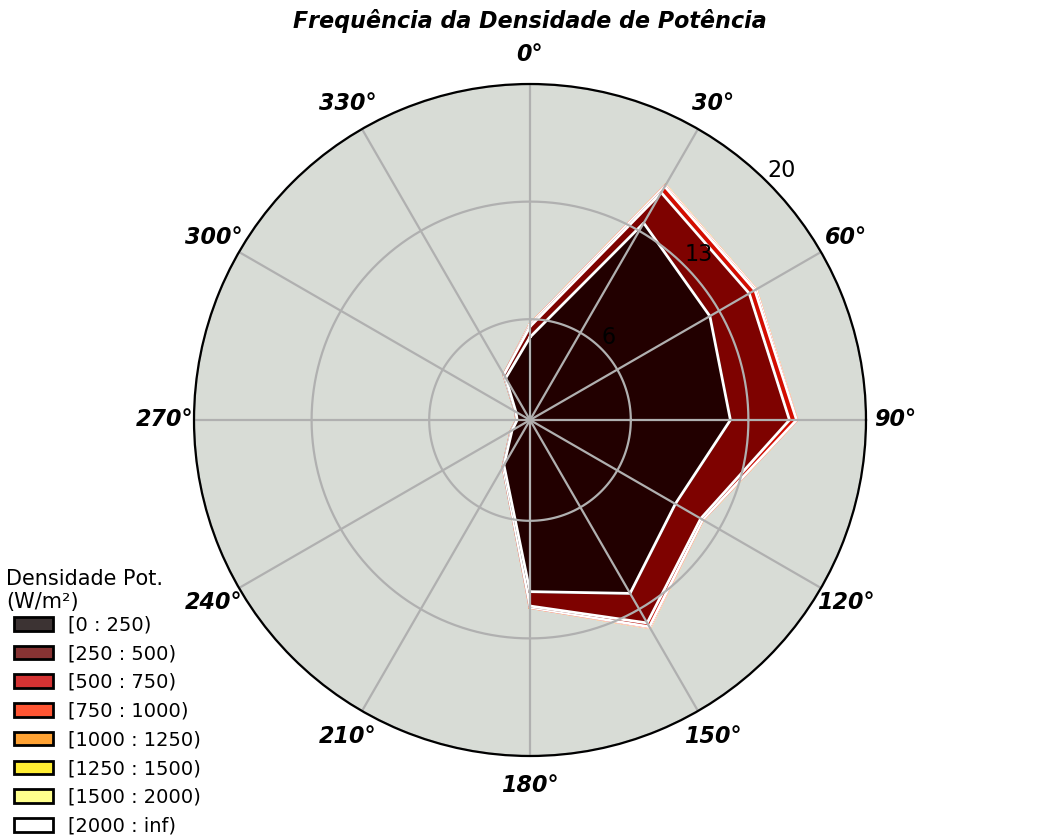 Frequência da Densidade de Potência
0°
330°
30°
20
300°
60°
13
6
270°
90°
240°
120°
210°
150°
180°
Densidade Pot.
(W/m²)
[0 : 250)
[250 : 500)
[500 : 750)
[750 : 1000)
[1000 : 1250)
[1250 : 1500)
[1500 : 2000)
[2000 : inf)